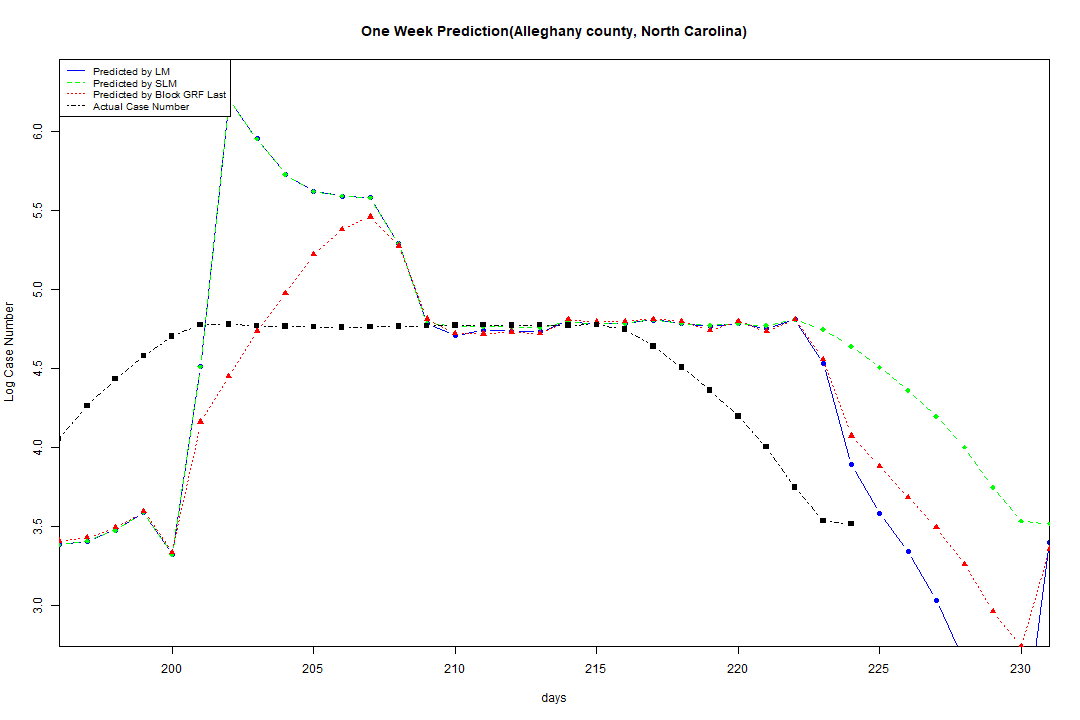 One Week Prediction(Alleghany county, North Carolina)
Predicted by LM
Predicted by SLM
Predicted by Block GRF Last
Actual Case Number
6.0
5.5
5.0
4.5
4.0
3.5
3.0
Log Case Number
200 205 210 215 220 225 230
days